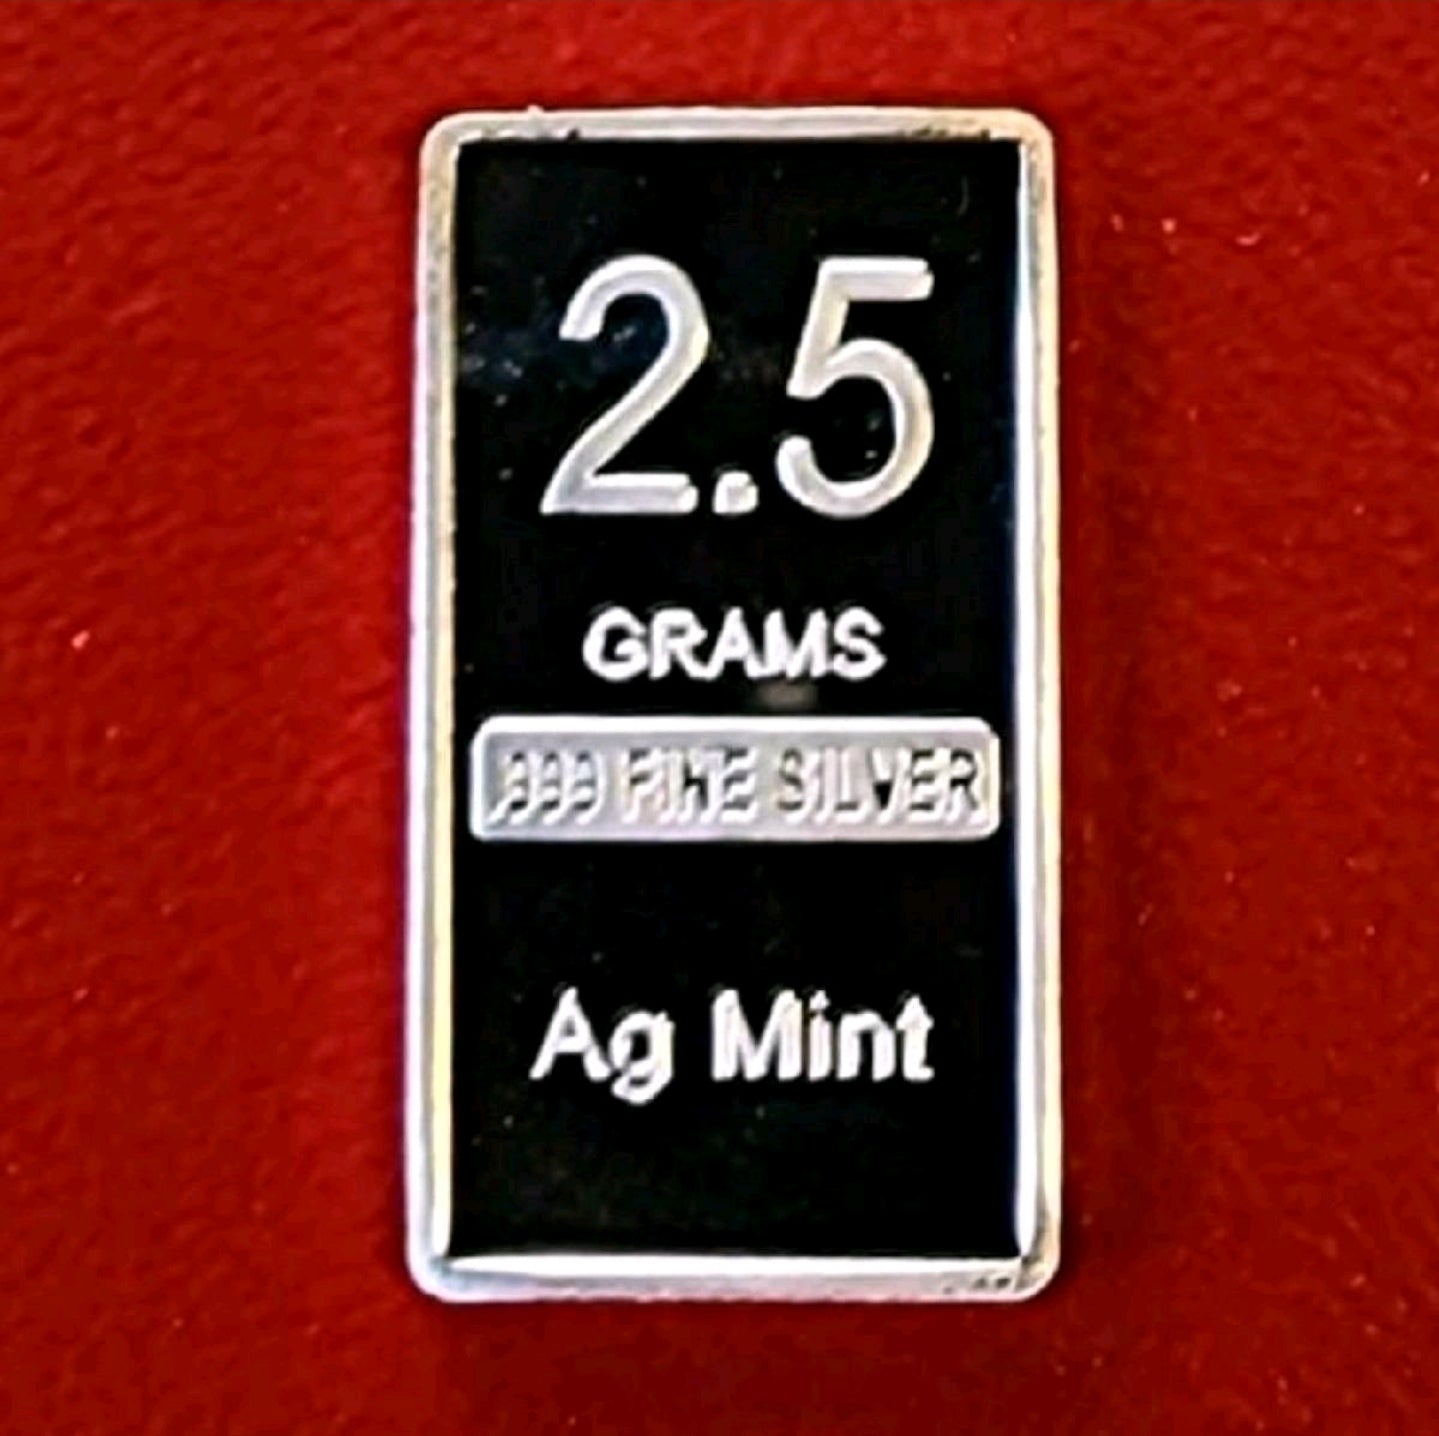 2.5
GRAMS
.999 FINE SILVER
Ag Mint